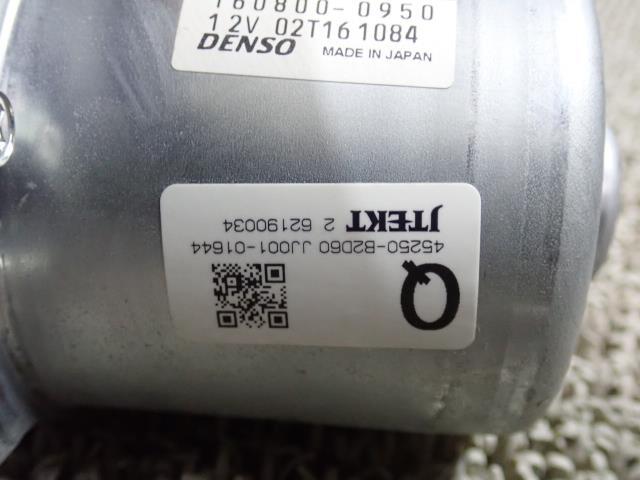 160800-0950
12V 02T161084
DENSO MADE IN JAPAN
45250-B2D60 JJ001-01644
JTEKT 2 62190034
Q